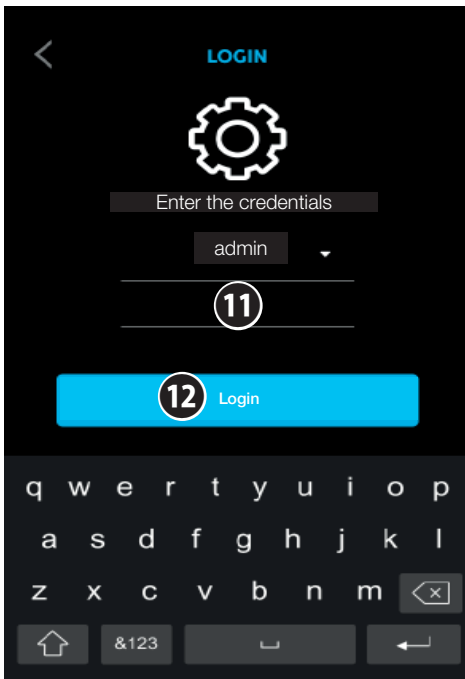 LOGIN
Enter the credentials
admin
11
12 Login
q w e r t y u i o p
a s d f g h j k l
z x c v b n m
&123